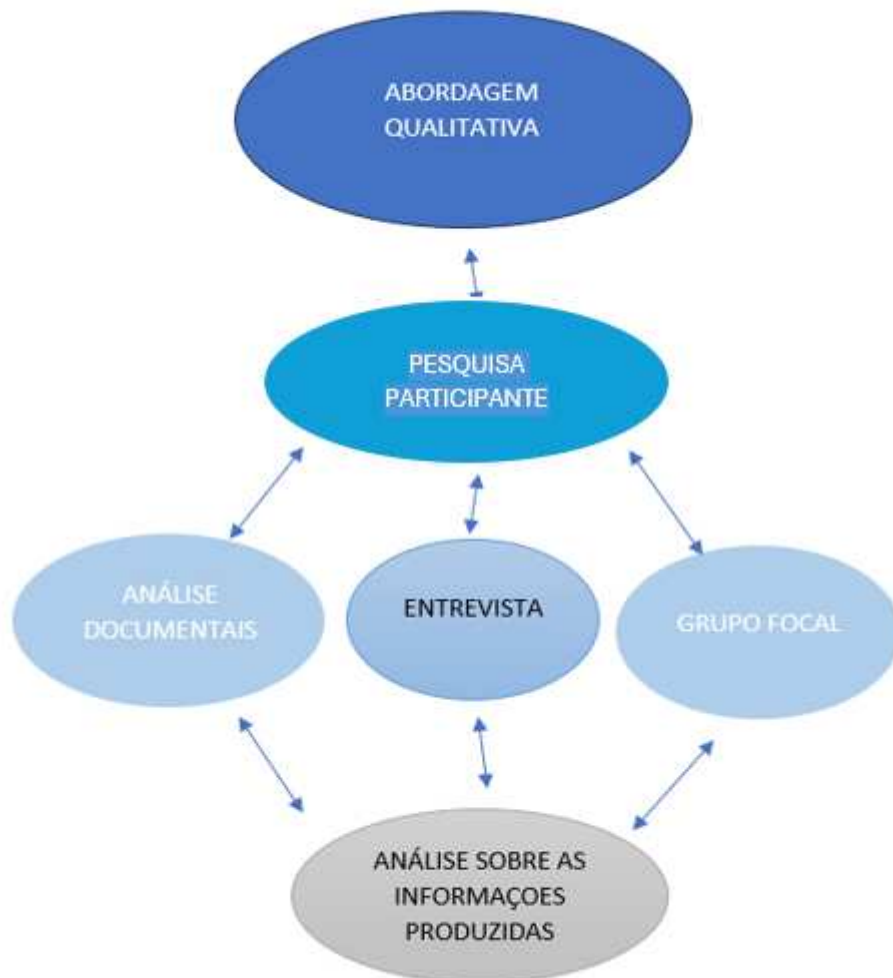 ABORDAGEM
QUALITATIVA
PESQUISA
PARTICIPANTE
ANÁLISE
DOCUMENTAIS
ENTREVISTA
GRUPO FOCAL
ANÁLISE SOBRE AS
INFORMAÇOES
PRODUZIDAS